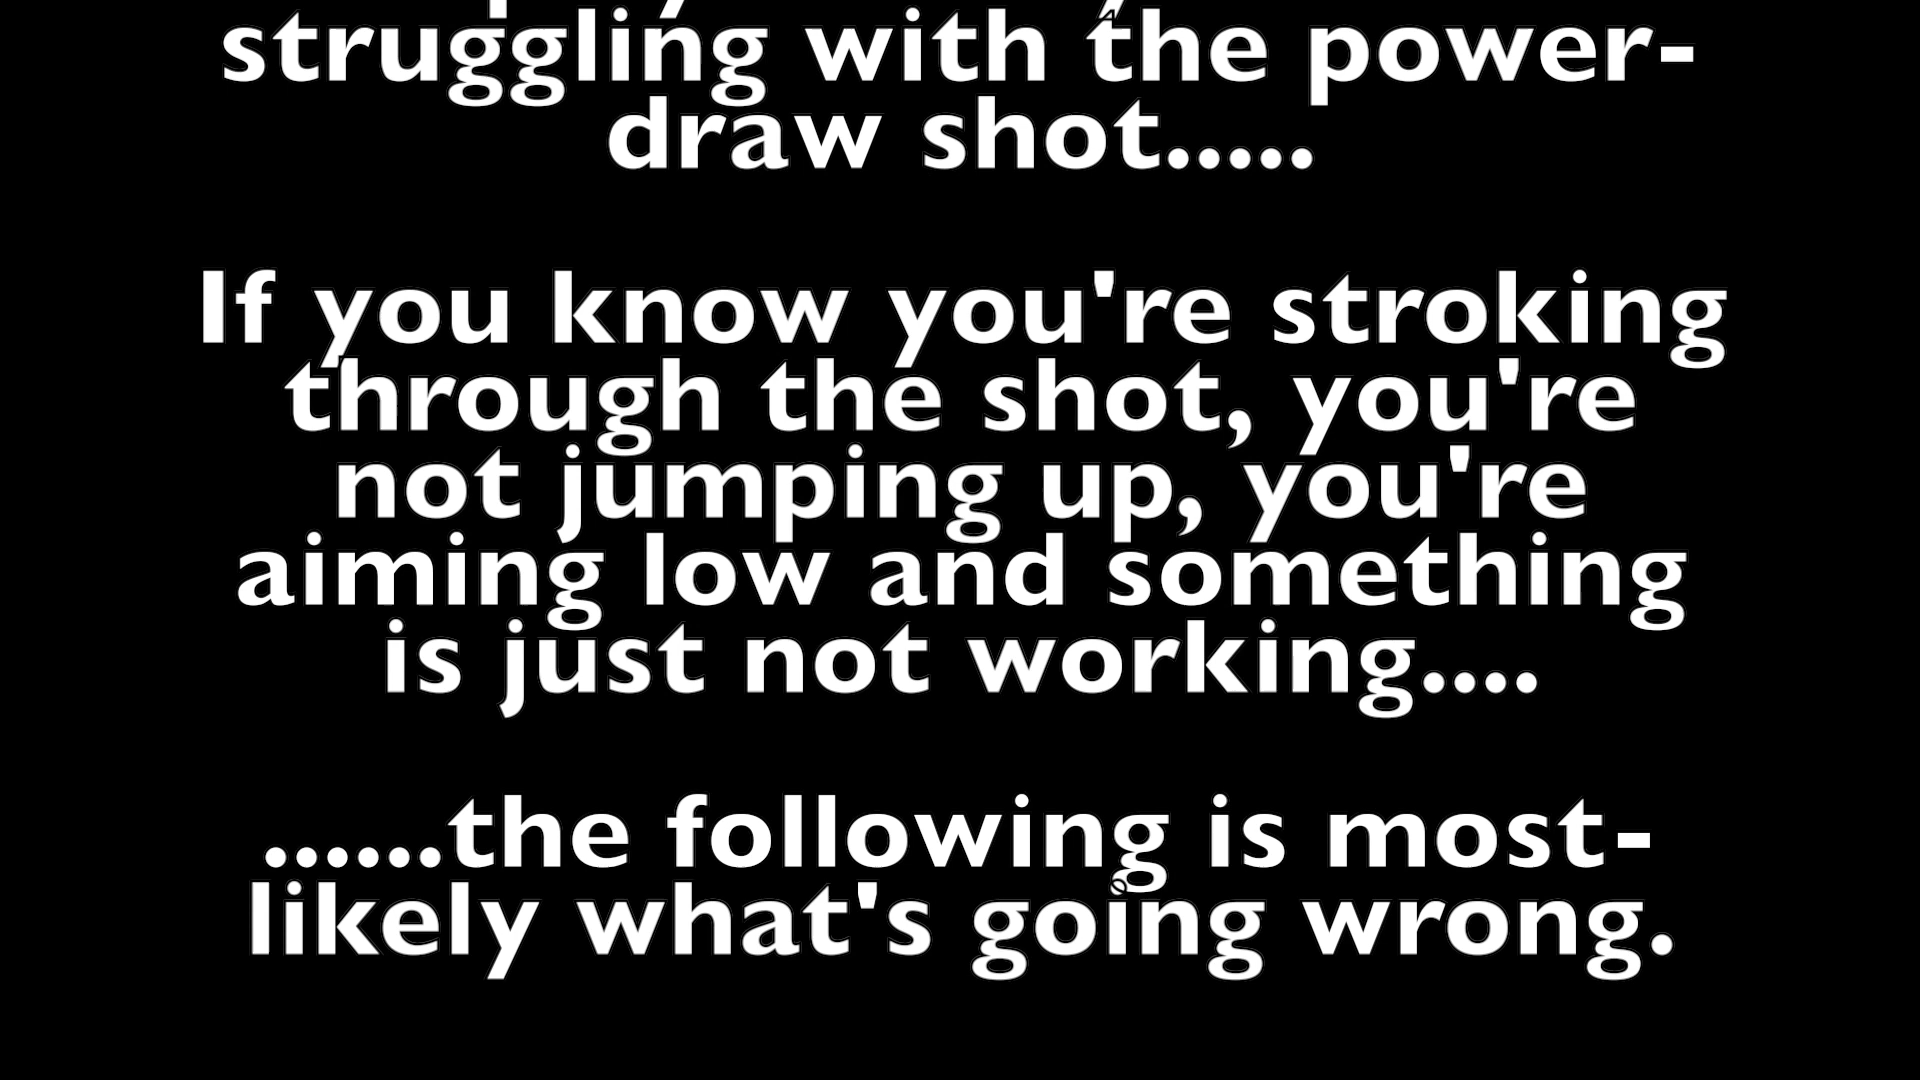 struggling with the power-
draw shot.....
If you know you're stroking
through the shot, you're
not jumping up, you're
aiming low and something
is just not working....
......the following is most-
likely what's going wrong.